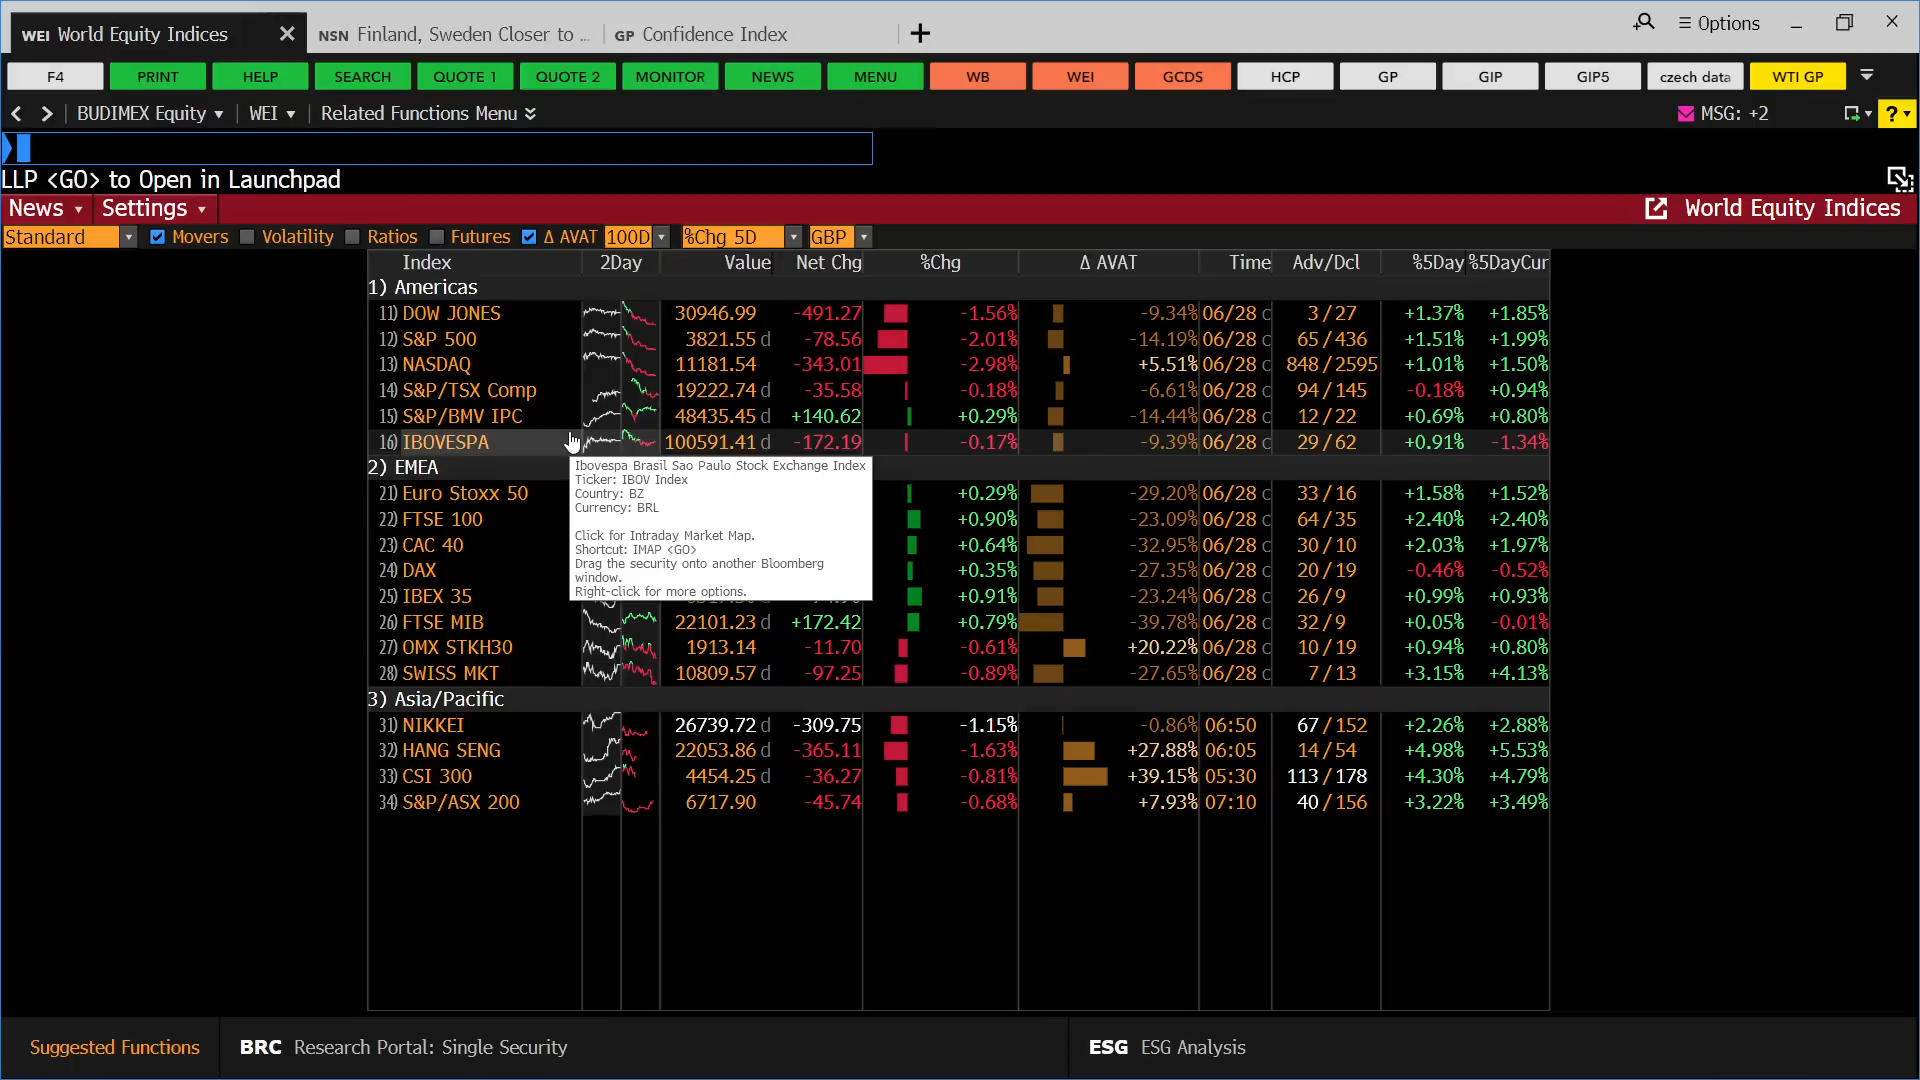 WEI World Equity Indices NSN Finland, Sweden Closer to ... GP Confidence Index Options
F4 PRINT HELP SEARCH QUOTE 1 QUOTE 2 MONITOR NEWS MENU WB WEI GCDS HCP GP GIP GIP5 czech data WTI GP
BUDIMEX Equity WEI Related Functions Menu MSG: +2 ?
LLP <GO> to Open in Launchpad
News Settings World Equity Indices
Standard Movers Volatility Ratios Futures Δ AVAT 100D %Chg 5D GBP
Index 2Day Value Net Chg %Chg Δ AVAT Time Adv/Dcl %5Day %5DayCur
1) Americas
11) DOW JONES 30946.99 -491.27 -1.56% -9.34% 06/28 c 3 / 27 +1.37% +1.85%
12) S&P 500 3821.55 d -78.56 -2.01% -14.19% 06/28 c 65 / 436 +1.51% +1.99%
13) NASDAQ 11181.54 -343.01 -2.98% +5.51% 06/28 c 848 / 2595 +1.01% +1.50%
14) S&P/TSX Comp 19222.74 d -35.58 -0.18% -6.61% 06/28 c 94 / 145 -0.18% +0.94%
15) S&P/BMV IPC 48435.45 d +140.62 +0.29% -14.44% 06/28 c 12 / 22 +0.69% +0.80%
16) IBOVESPA 100591.41 d -172.19 -0.17% -9.39% 06/28 c 29 / 62 +0.91% -1.34%
2) EMEA
Ibovespa Brasil Sao Paulo Stock Exchange Index
Ticker: IBOV Index
Country: BZ
Currency: BRL
Click for Intraday Market Map.
Shortcut: IMAP <GO>
Drag the security onto another Bloomberg
window.
Right-click for more options.
21) Euro Stoxx 50 +0.29% -29.20% 06/28 c 33 / 16 +1.58% +1.52%
22) FTSE 100 +0.90% -23.09% 06/28 c 64 / 35 +2.40% +2.40%
23) CAC 40 +0.64% -32.95% 06/28 c 30 / 10 +2.03% +1.97%
24) DAX +0.35% -27.35% 06/28 c 20 / 19 -0.46% -0.52%
25) IBEX 35 +0.91% -23.24% 06/28 c 26 / 9 +0.99% +0.93%
26) FTSE MIB 22101.23 d +172.42 +0.79% -39.78% 06/28 c 32 / 9 +0.05% -0.01%
27) OMX STKH30 1913.14 -11.70 -0.61% +20.22% 06/28 c 10 / 19 +0.94% +0.80%
28) SWISS MKT 10809.57 d -97.25 -0.89% -27.65% 06/28 c 7 / 13 +3.15% +4.13%
3) Asia/Pacific
31) NIKKEI 26739.72 d -309.75 -1.15% -0.86% 06:50 67 / 152 +2.26% +2.88%
32) HANG SENG 22053.86 d -365.11 -1.63% +27.88% 06:05 14 / 54 +4.98% +5.53%
33) CSI 300 4454.25 d -36.27 -0.81% +39.15% 05:30 113 / 178 +4.30% +4.79%
34) S&P/ASX 200 6717.90 -45.74 -0.68% +7.93% 07:10 40 / 156 +3.22% +3.49%
Suggested Functions BRC Research Portal: Single Security ESG ESG Analysis